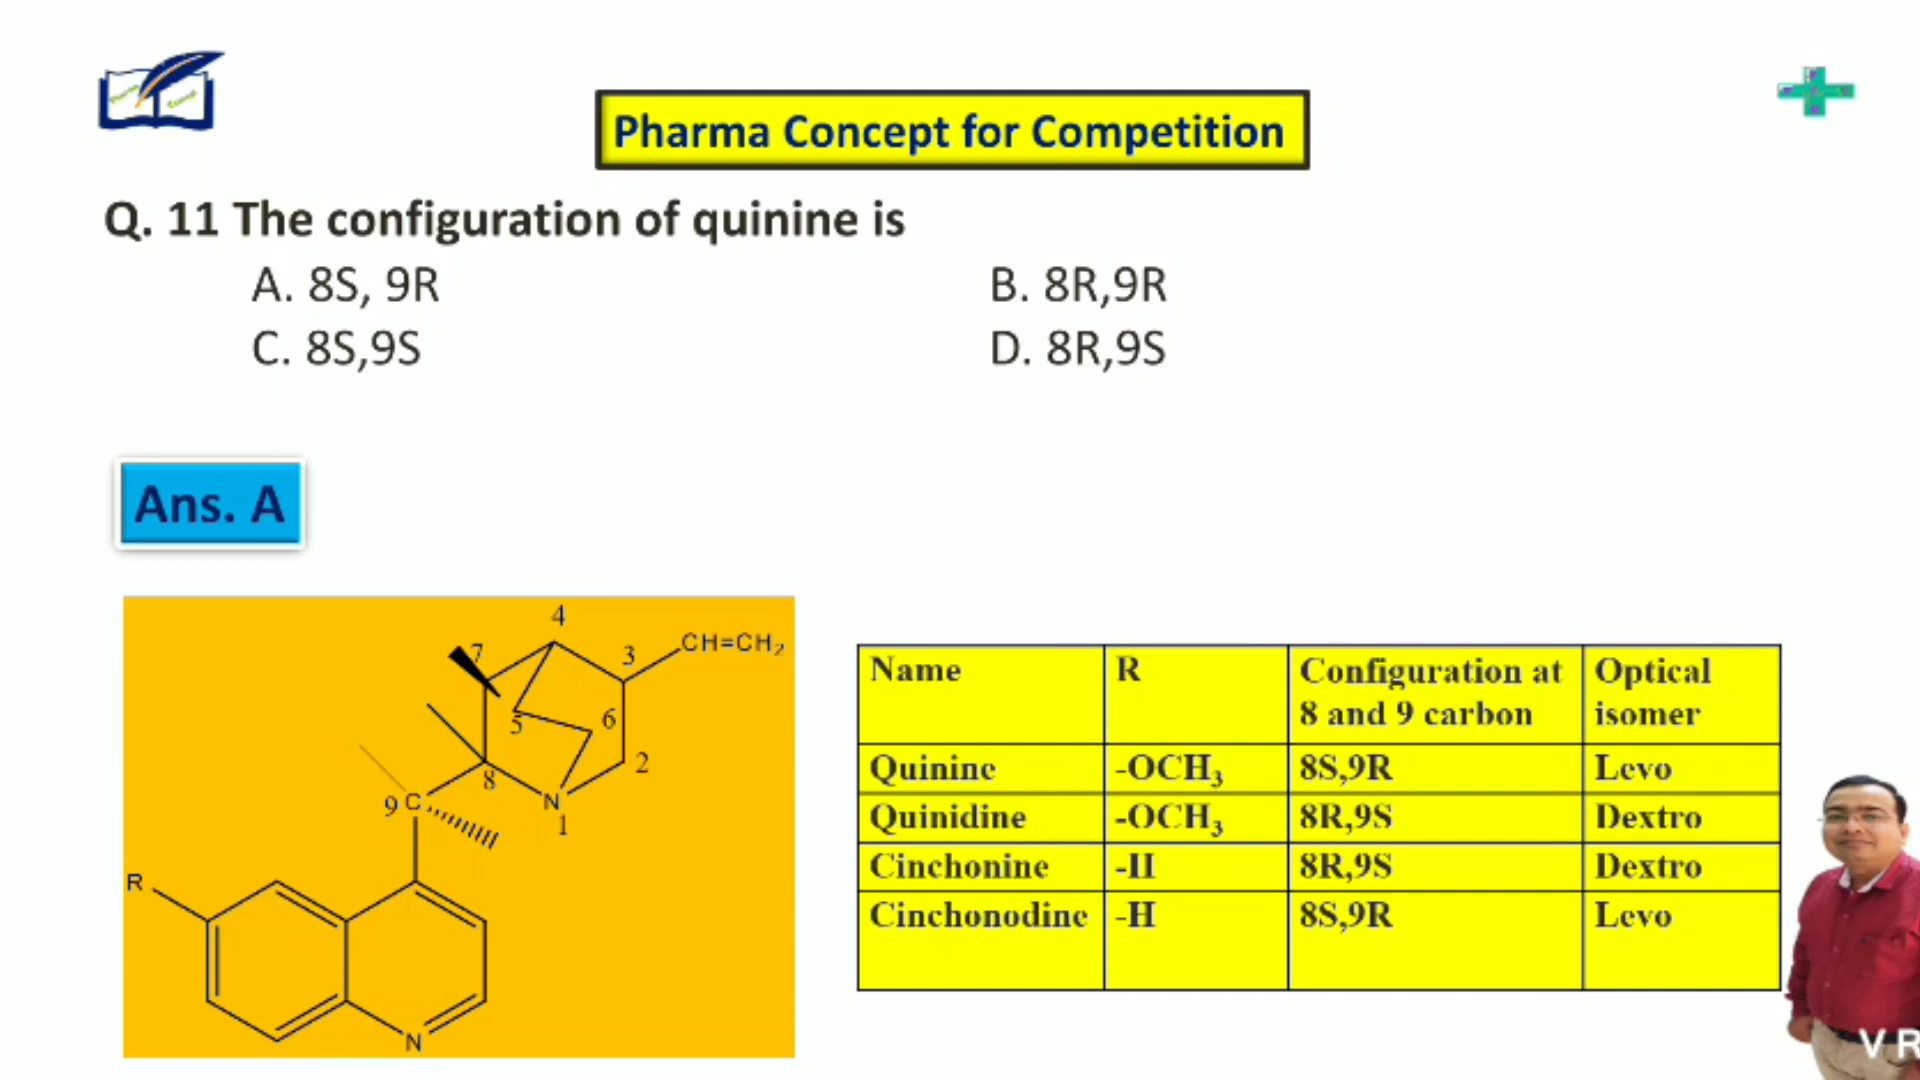 Pharma Concept for Competition
Q. 11 The configuration of quinine is
A. 8S, 9R
B. 8R,9R
C. 8S,9S
D. 8R,9S
Ans. A
4
7
3
CH=CH2
5
6
8
2
9 C
N
1
R
N
Name R Configuration at 8 and 9 carbon Optical isomer
Quinine -OCH3 8S,9R Levo
Quinidine -OCH3 8R,9S Dextro
Cinchonine -H 8R,9S Dextro
Cinchonodine -H 8S,9R Levo
V R